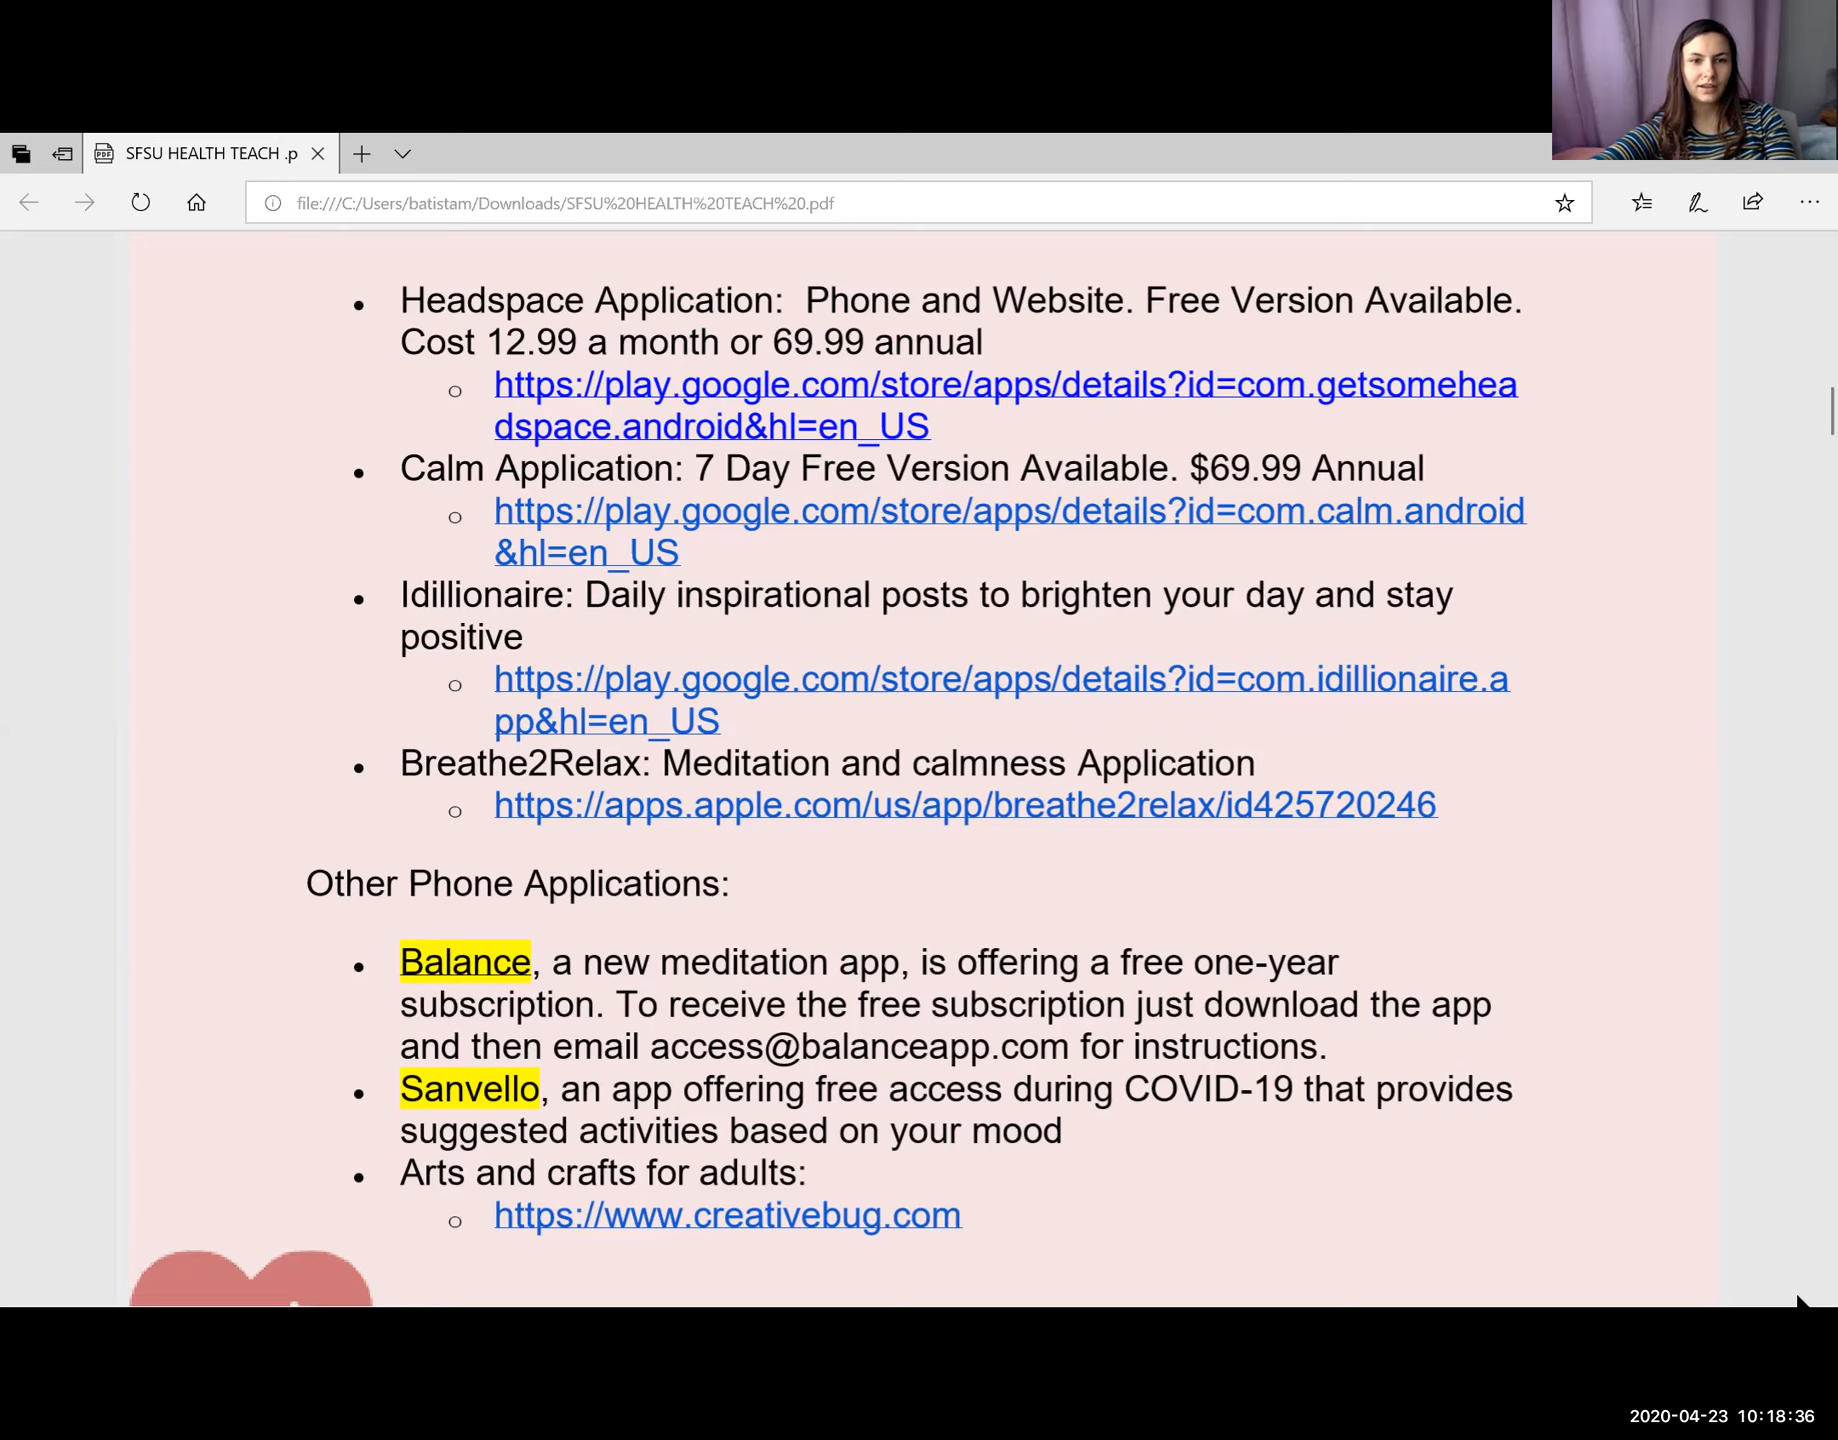 SFSU HEALTH TEACH .p
file:///C:/Users/batistam/Downloads/SFSU%20HEALTH%20TEACH%20.pdf
• Headspace Application:  Phone and Website. Free Version Available.
Cost 12.99 a month or 69.99 annual
o https://play.google.com/store/apps/details?id=com.getsomehea
dspace.android&hl=en_US
• Calm Application: 7 Day Free Version Available. $69.99 Annual
o https://play.google.com/store/apps/details?id=com.calm.android
&hl=en_US
• Idillionaire: Daily inspirational posts to brighten your day and stay
positive
o https://play.google.com/store/apps/details?id=com.idillionaire.a
pp&hl=en_US
• Breathe2Relax: Meditation and calmness Application
o https://apps.apple.com/us/app/breathe2relax/id425720246
Other Phone Applications:
• Balance, a new meditation app, is offering a free one-year
subscription. To receive the free subscription just download the app
and then email access@balanceapp.com for instructions.
• Sanvello, an app offering free access during COVID-19 that provides
suggested activities based on your mood
• Arts and crafts for adults:
o https://www.creativebug.com
2020-04-23 10:18:36